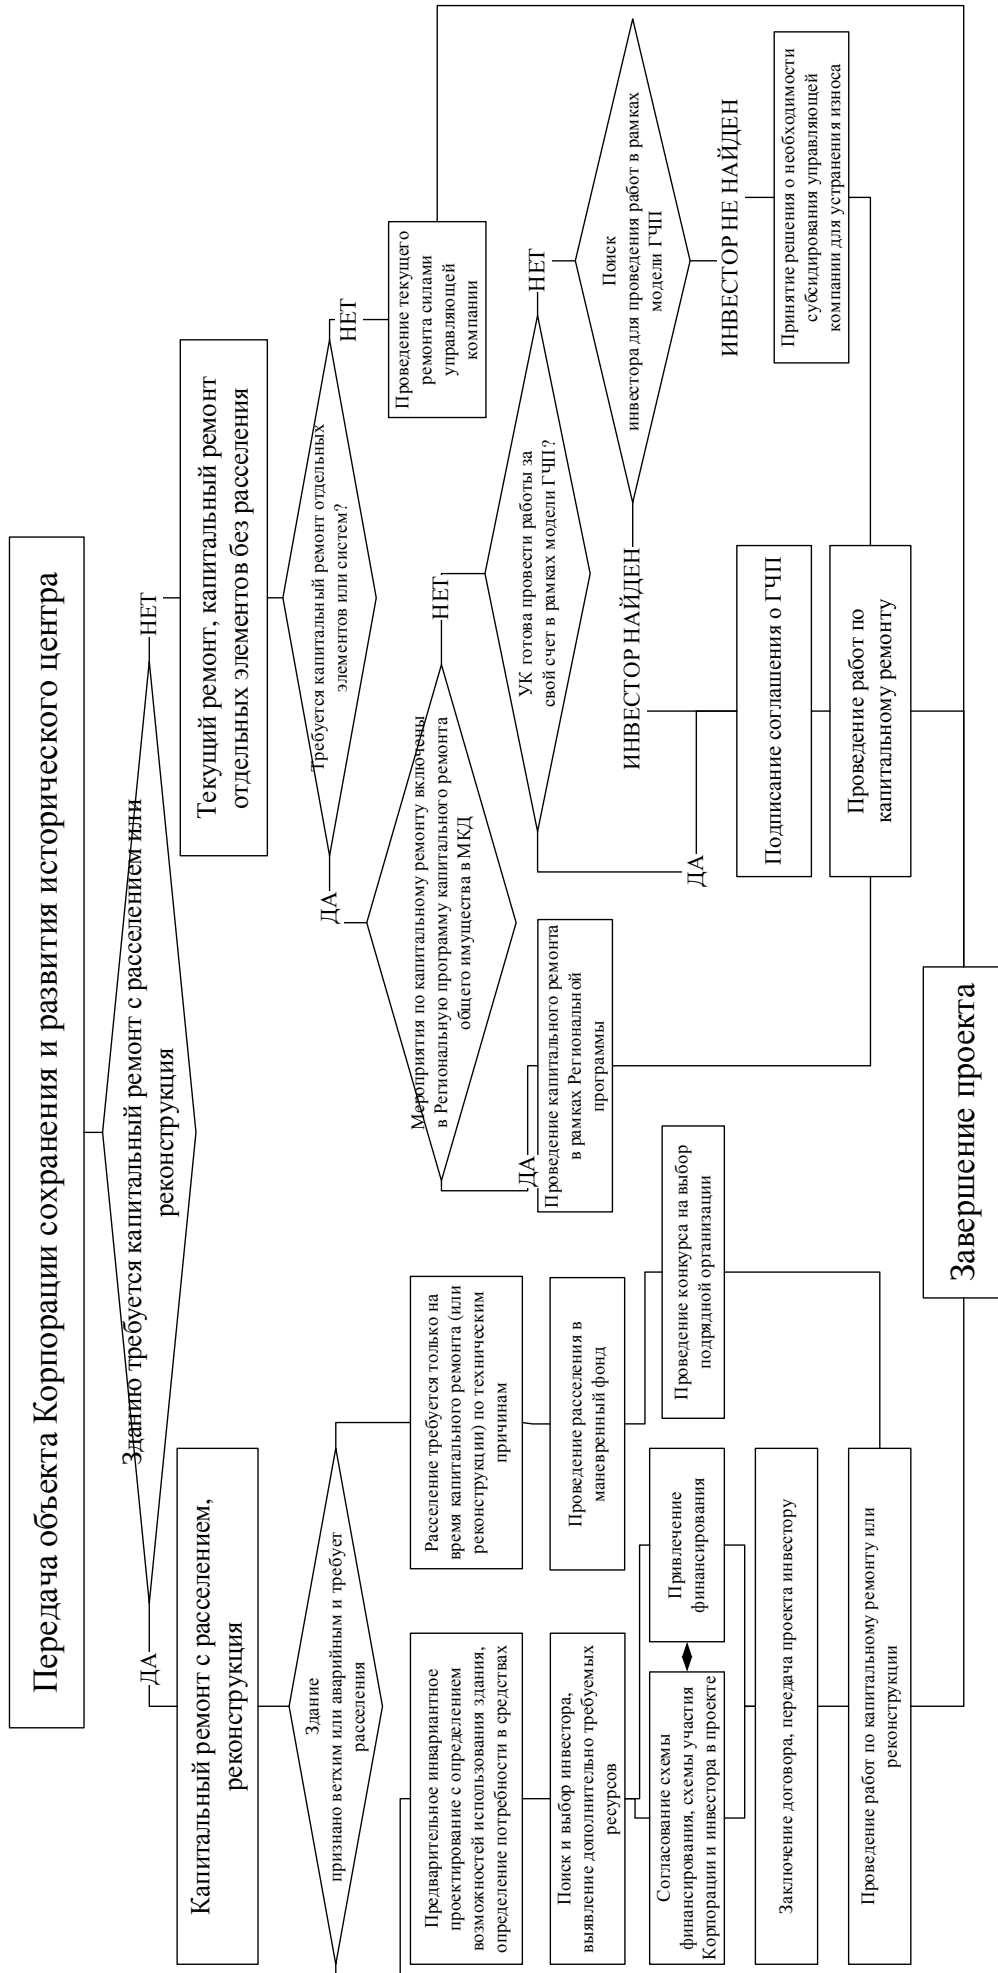 Передача объекта Корпорации сохранения и развития исторического центра
Зданию требуется капитальный ремонт с расселением или
реконструкция
ДА
НЕТ
Капитальный ремонт с расселением,
реконструкция
Текущий ремонт, капитальный ремонт
отдельных элементов без расселения
Здание
признано ветхим или аварийным и требует
расселения
Требуется капитальный ремонт отдельных
элементов или систем?
ДА
НЕТ
Предварительное инвариантное
проектирование с определением
возможностей использования здания,
определение потребности в средствах
Расселение требуется только на
время капитального ремонта (или
реконструкции) по техническим
причинам
Мероприятия по капитальному ремонту включены
в Региональную программу капитального ремонта
общего имущества в МКД
Проведение текущего
ремонта силами
управляющей
компании
ДА
НЕТ
Поиск и выбор инвестора,
выявление дополнительно требуемых
ресурсов
Проведение расселения в
маневренный фонд
Проведение капитального ремонта
в рамках Региональной
программы
УК готова провести работы за
свой счет в рамках модели ГЧП?
НЕТ
Согласование схемы
финансирования, схемы участия
Корпорации и инвестора в проекте
Привлечение
финансирования
Проведение конкурса на выбор
подрядной организации
Поиск
инвестора для проведения работ в рамках
модели ГЧП
ИНВЕСТОР НАЙДЕН
ДА
ИНВЕСТОР НЕ НАЙДЕН
Заключение договора, передача проекта инвестору
Подписание соглашения о ГЧП
Принятие решения о необходимости
субсидирования управляющей
компании для устранения износа
Проведение работ по капитальному ремонту или
реконструкции
Проведение работ по
капитальному ремонту
Завершение проекта